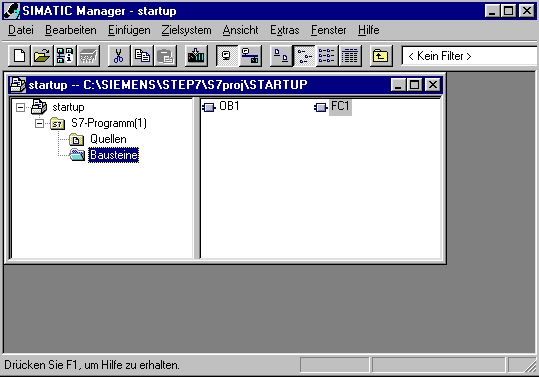 SIMATIC Manager - startup
Datei Bearbeiten Einfügen Zielsystem Ansicht Extras Fenster Hilfe
< Kein Filter >
startup -- C:\SIEMENS\STEP7\S7proj\STARTUP
startup
S7-Programm(1)
Quellen
Bausteine
OB1 FC1
Drücken Sie F1, um Hilfe zu erhalten.